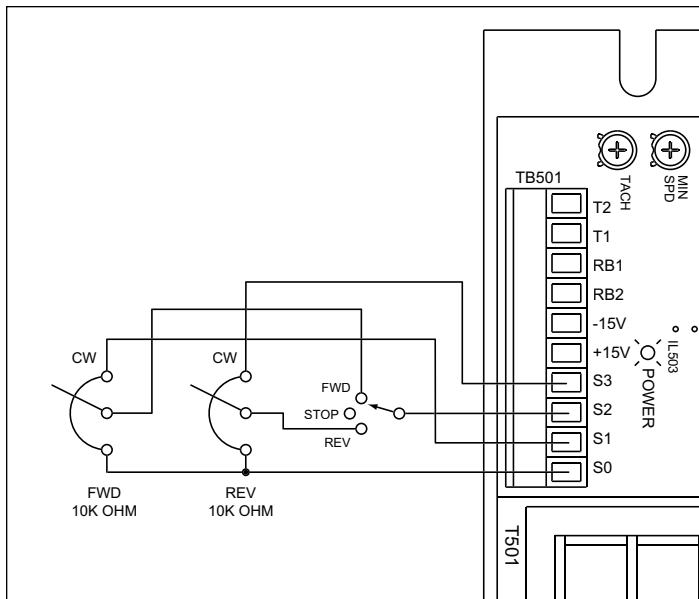 MIN
SPD
TACH
TB501
T2
T1
RB1
RB2
-15V
+15V
IL503
POWER
S3
S2
S1
S0
CW
CW
FWD
STOP
REV
FWD
10K OHM
REV
10K OHM
T501